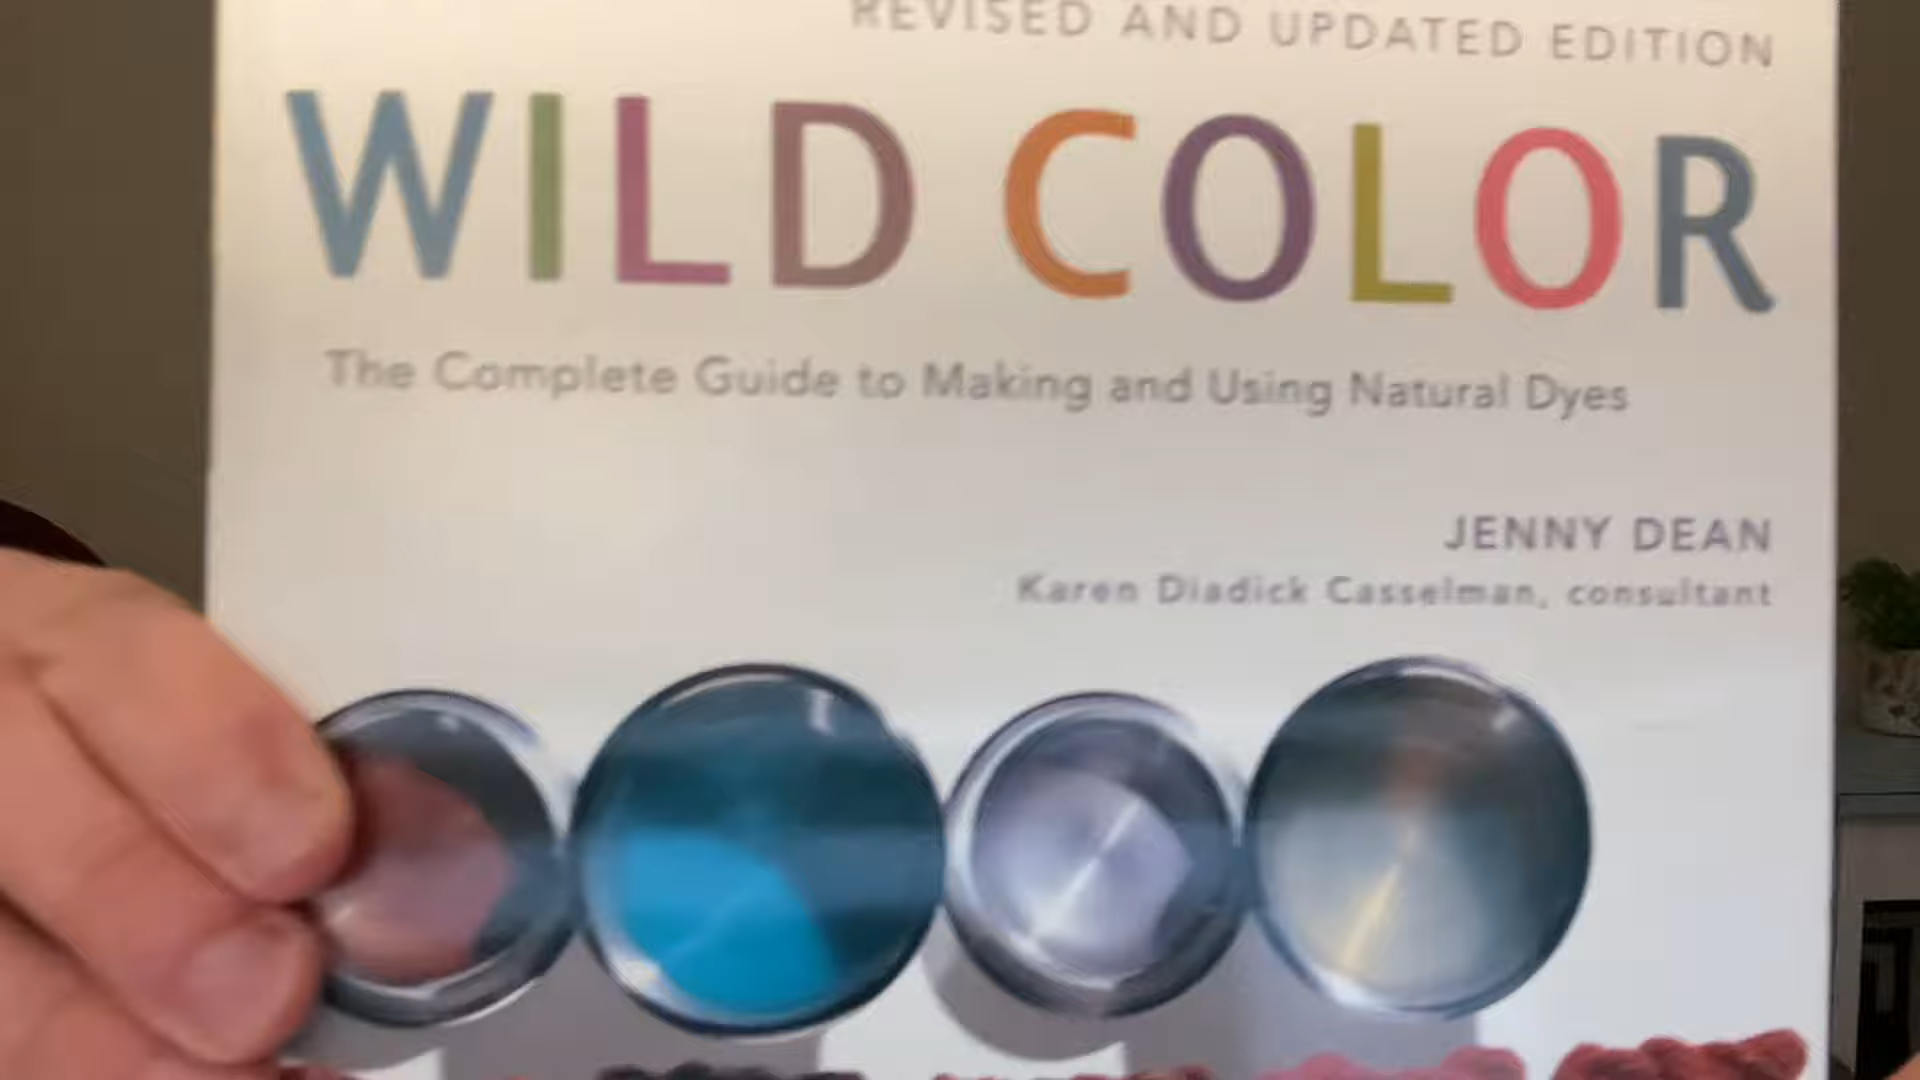 REVISED AND UPDATED EDITION
WILD COLOR
The Complete Guide to Making and Using Natural Dyes
JENNY DEAN
Karen Diadick Casselman, consultant